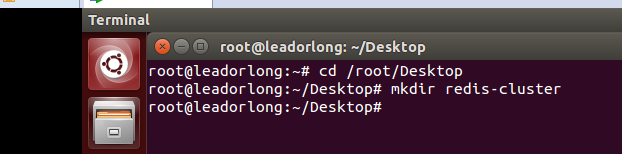 Terminal
root@leadorlong: ~/Desktop
root@leadorlong:~# cd /root/Desktop
root@leadorlong:~/Desktop# mkdir redis-cluster
root@leadorlong:~/Desktop#